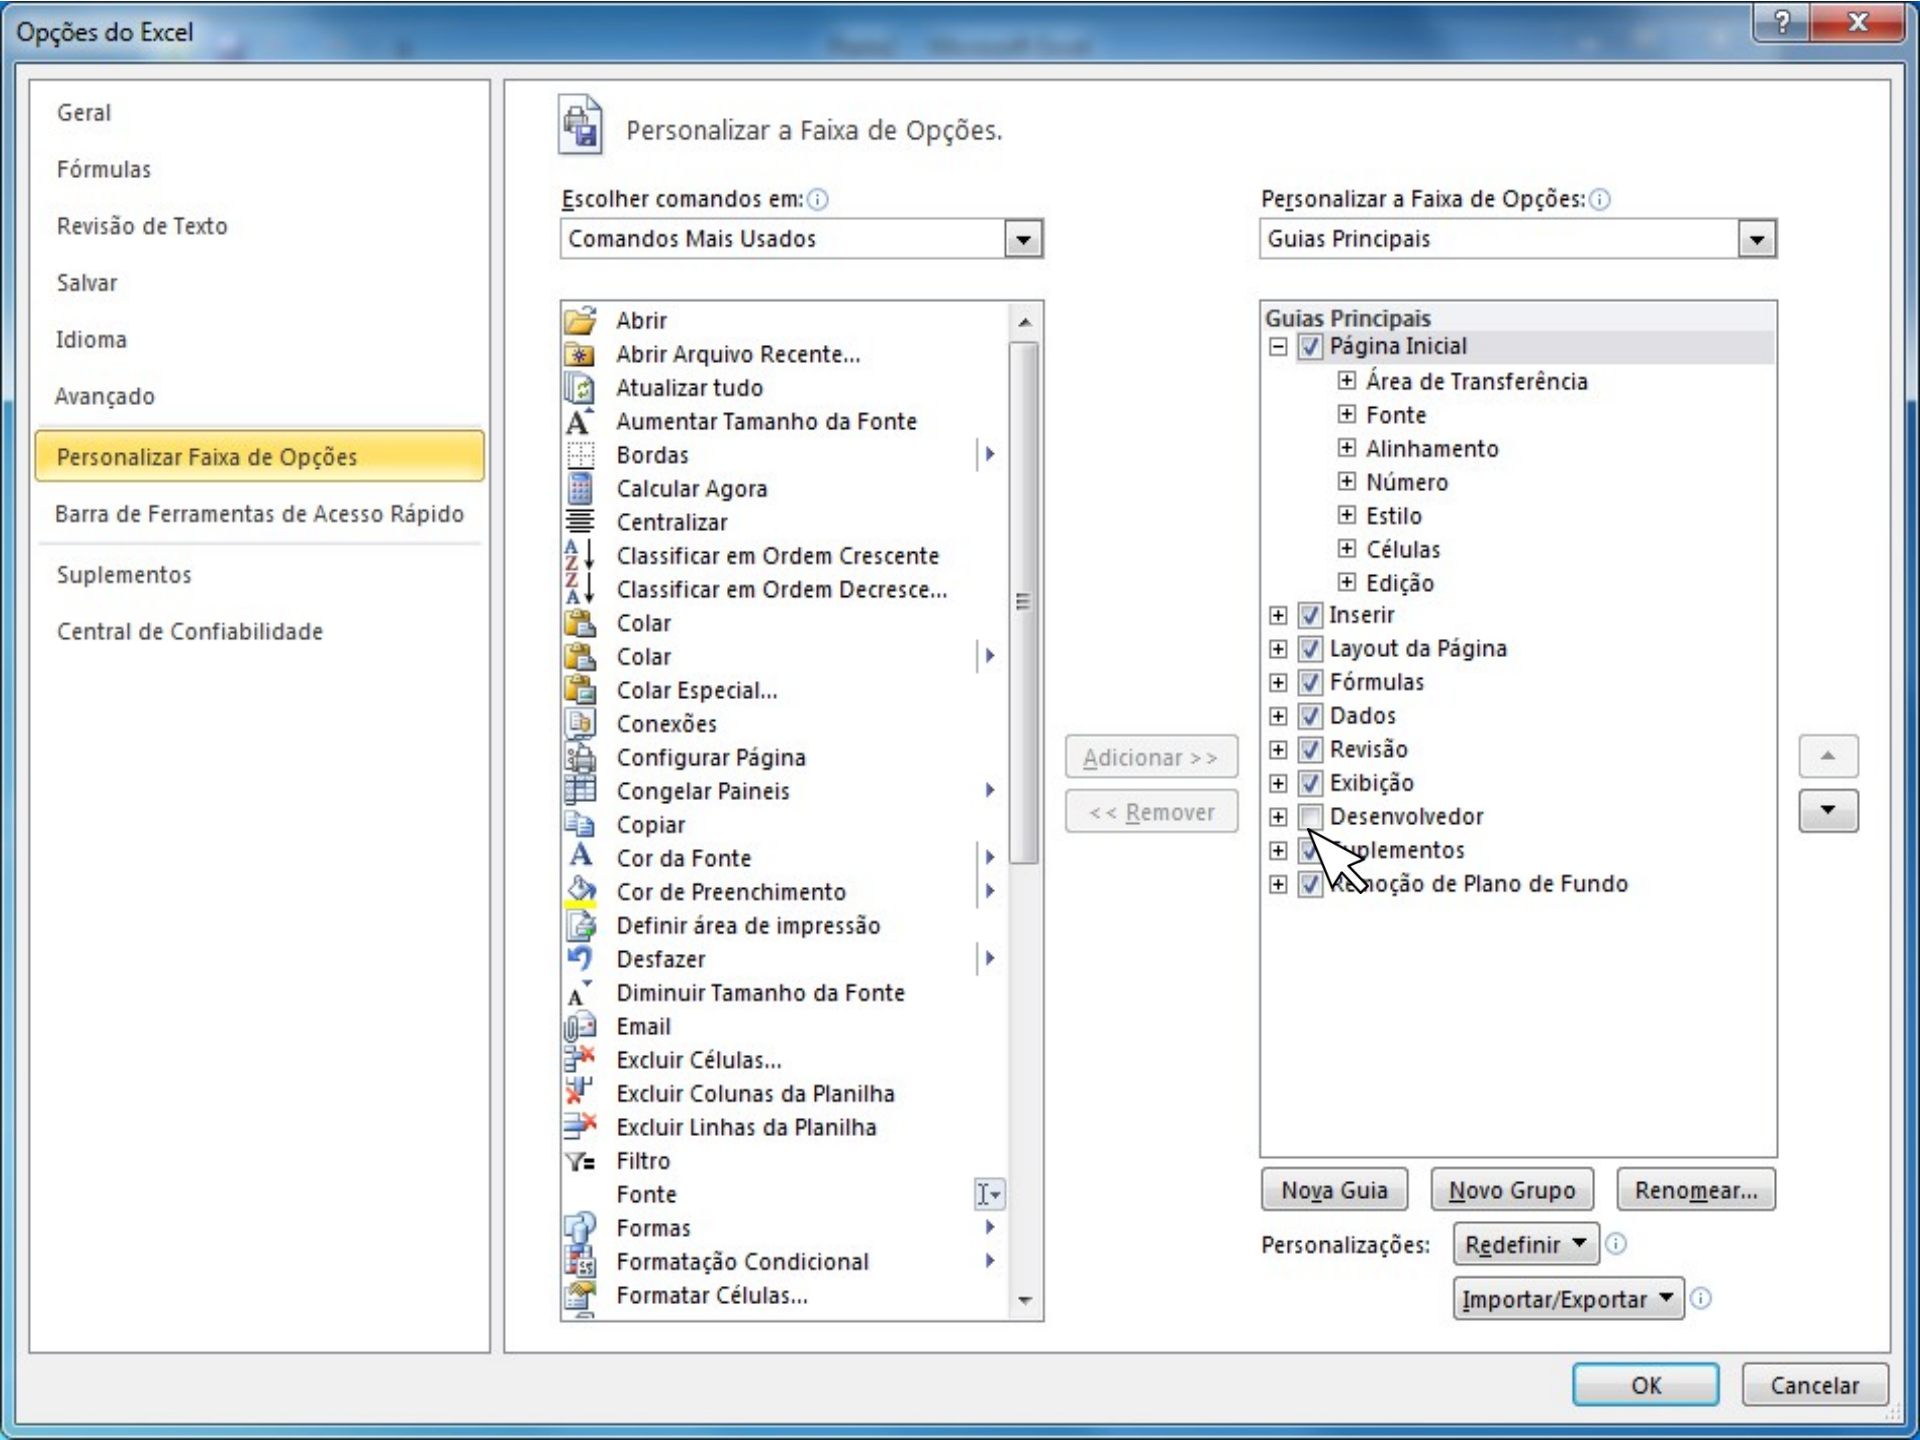 Opções do Excel
Geral
Fórmulas
Revisão de Texto
Salvar
Idioma
Avançado
Personalizar Faixa de Opções
Barra de Ferramentas de Acesso Rápido
Suplementos
Central de Confiabilidade
Personalizar a Faixa de Opções.
Escolher comandos em:
Comandos Mais Usados
Abrir
Abrir Arquivo Recente...
Atualizar tudo
Aumentar Tamanho da Fonte
Bordas
Calcular Agora
Centralizar
Classificar em Ordem Crescente
Classificar em Ordem Decresce...
Colar
Colar
Colar Especial...
Conexões
Configurar Página
Congelar Paineis
Copiar
Cor da Fonte
Cor de Preenchimento
Definir área de impressão
Desfazer
Diminuir Tamanho da Fonte
Email
Excluir Células...
Excluir Colunas da Planilha
Excluir Linhas da Planilha
Filtro
Fonte
Formas
Formatação Condicional
Formatar Células...
Adicionar >>
<< Remover
Personalizar a Faixa de Opções:
Guias Principais
Guias Principais
Página Inicial
Área de Transferência
Fonte
Alinhamento
Número
Estilo
Células
Edição
Inserir
Layout da Página
Fórmulas
Dados
Revisão
Exibição
Desenvolvedor
Suplementos
Remoção de Plano de Fundo
Nova Guia
Novo Grupo
Renomear...
Personalizações:
Redefinir
Importar/Exportar
OK
Cancelar